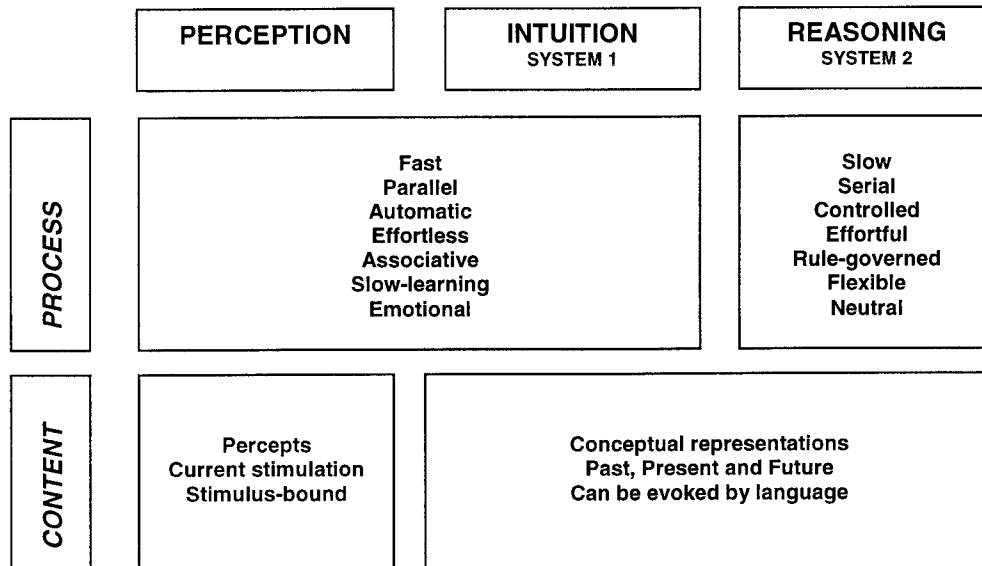 PERCEPTION
INTUITION
SYSTEM 1
REASONING
SYSTEM 2
PROCESS
Fast
Parallel
Automatic
Effortless
Associative
Slow-learning
Emotional
Slow
Serial
Controlled
Effortful
Rule-governed
Flexible
Neutral
CONTENT
Percepts
Current stimulation
Stimulus-bound
Conceptual representations
Past, Present and Future
Can be evoked by language